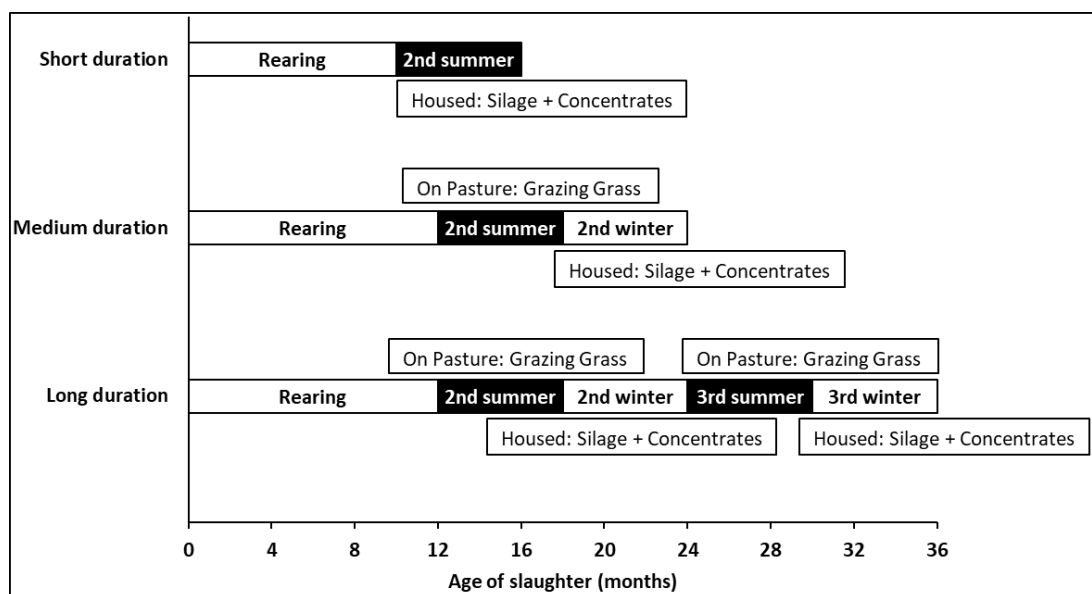 Short duration
Rearing
2nd summer
Housed: Silage + Concentrates
On Pasture: Grazing Grass
Medium duration
Rearing
2nd summer
2nd winter
Housed: Silage + Concentrates
On Pasture: Grazing Grass
On Pasture: Grazing Grass
Long duration
Rearing
2nd summer
2nd winter
3rd summer
3rd winter
Housed: Silage + Concentrates
Housed: Silage + Concentrates
0 4 8 12 16 20 24 28 32 36
Age of slaughter (months)